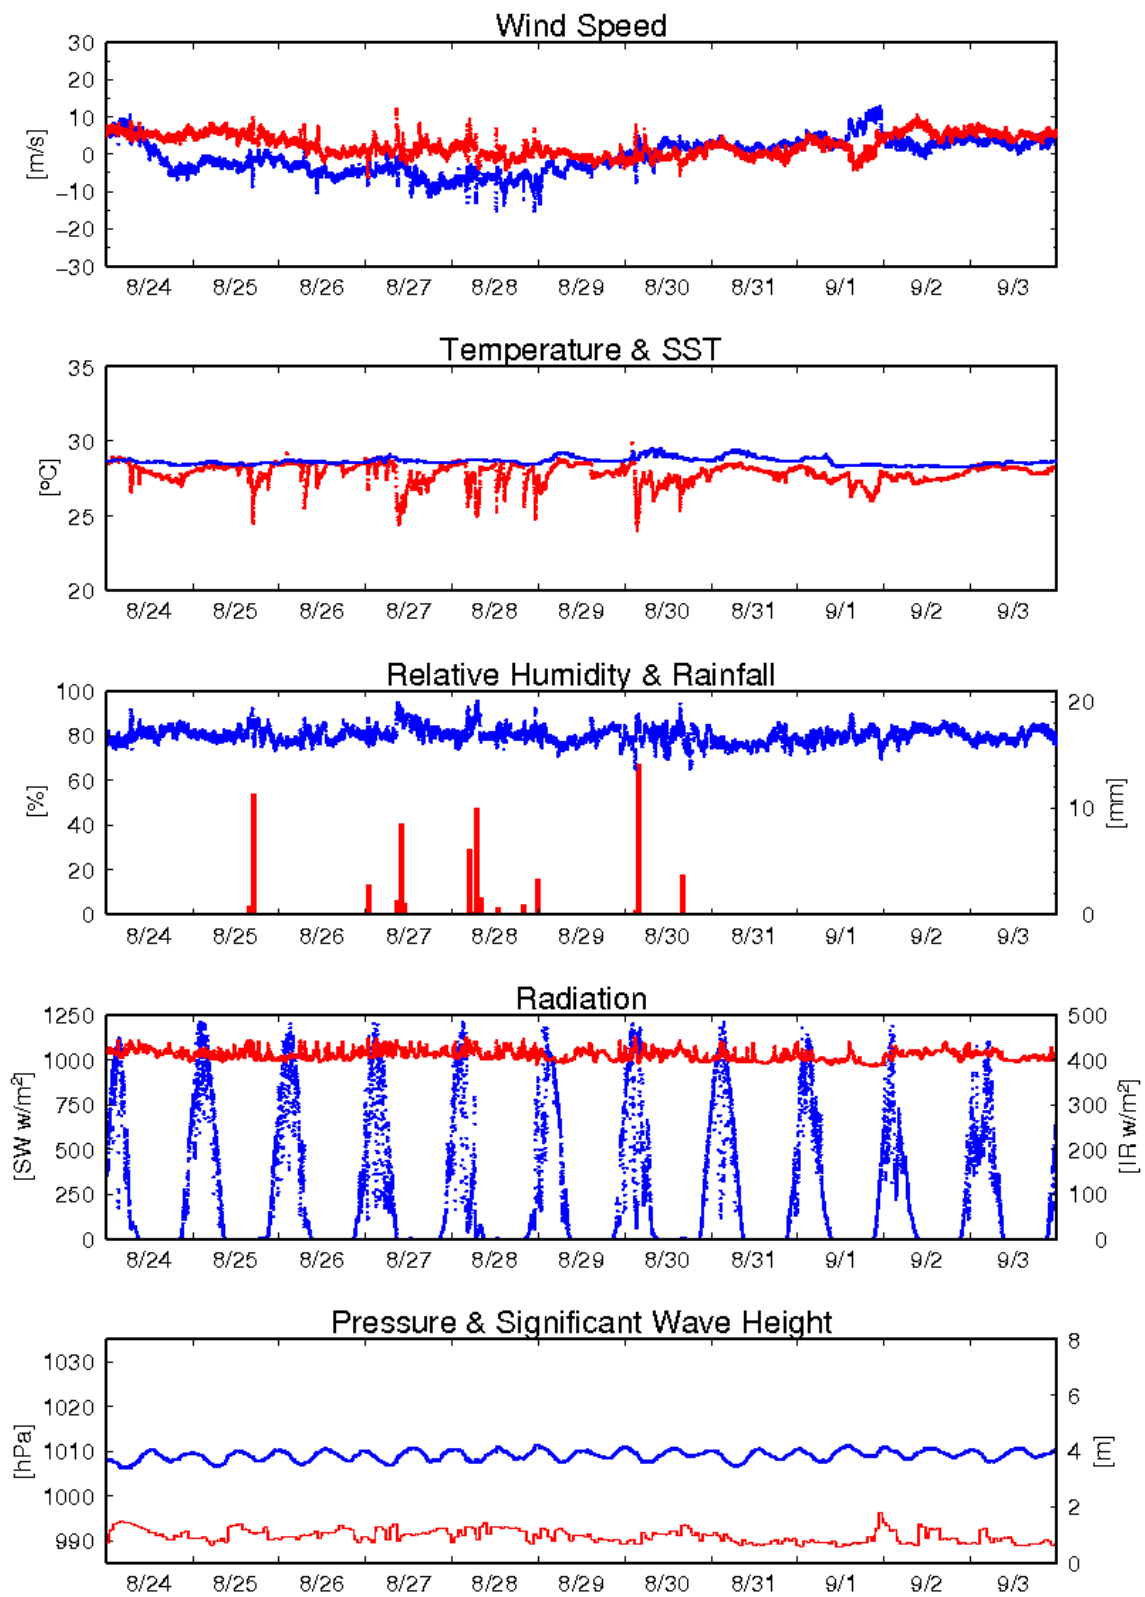 Wind Speed
30
20
10
0
−10
−20
−30
[m/s]
8/24 8/25 8/26 8/27 8/28 8/29 8/30 8/31 9/1 9/2 9/3
Temperature & SST
35
30
25
20
[ºC]
8/24 8/25 8/26 8/27 8/28 8/29 8/30 8/31 9/1 9/2 9/3
Relative Humidity & Rainfall
100
80
60
40
20
0
[%]
20
10
0
[mm]
8/24 8/25 8/26 8/27 8/28 8/29 8/30 8/31 9/1 9/2 9/3
Radiation
1250
1000
750
500
250
0
[SW w/m²]
500
400
300
200
100
0
[IR w/m²]
8/24 8/25 8/26 8/27 8/28 8/29 8/30 8/31 9/1 9/2 9/3
Pressure & Significant Wave Height
1030
1020
1010
1000
990
[hPa]
8
6
4
2
0
[m]
8/24 8/25 8/26 8/27 8/28 8/29 8/30 8/31 9/1 9/2 9/3